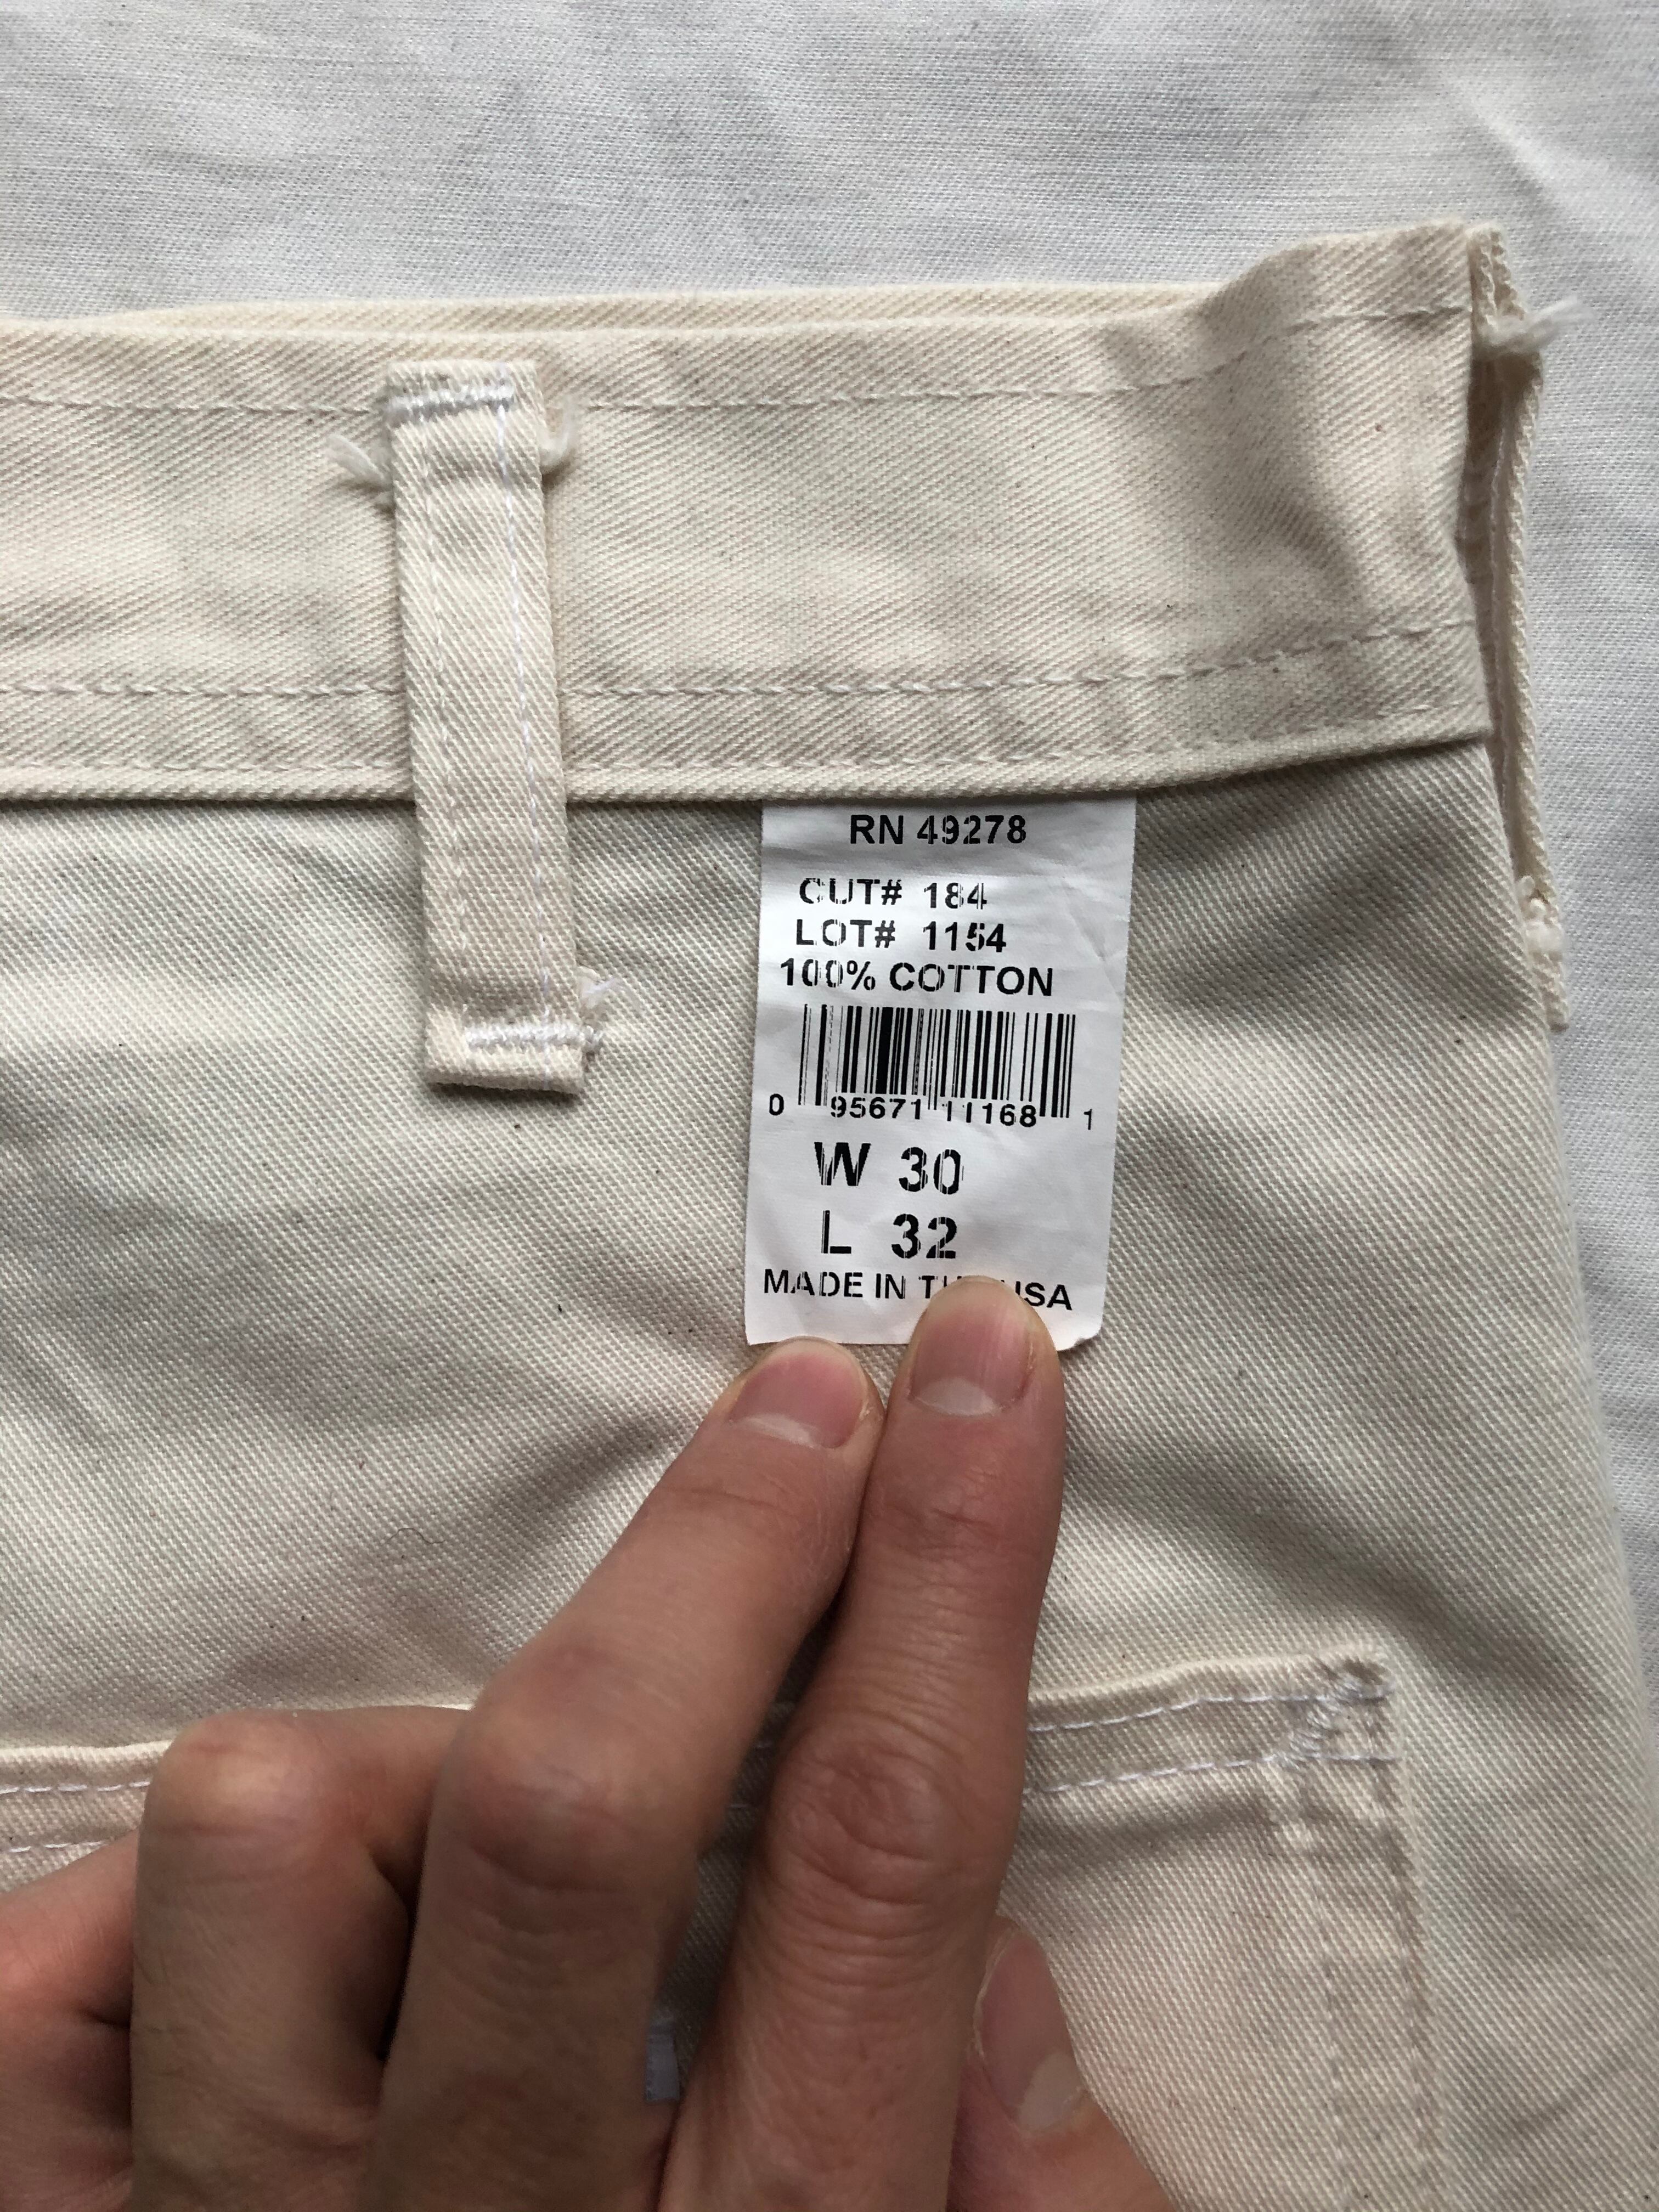 RN 49278
CUT# 184
LOT# 1154
100% COTTON
0 95671 11168 1
W 30
L 32
MADE IN USA